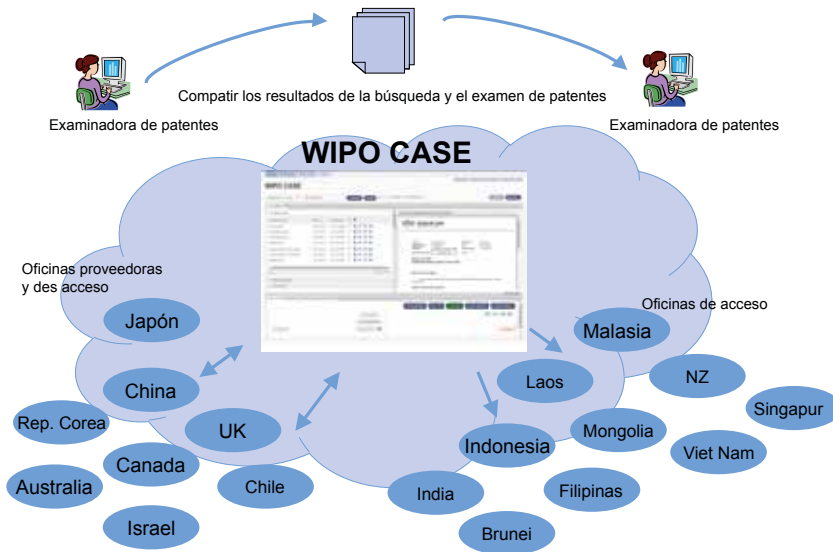 Compatir los resultados de la búsqueda y el examen de patentes
Examinadora de patentes
Examinadora de patentes
WIPO CASE
WIPO CASE
Oficinas proveedoras
y des acceso
Oficinas de acceso
Japón
Malasia
China
Laos
NZ
Rep. Corea
UK
Singapur
Indonesia
Mongolia
Canada
Viet Nam
Australia
Chile
India
Filipinas
Israel
Brunei